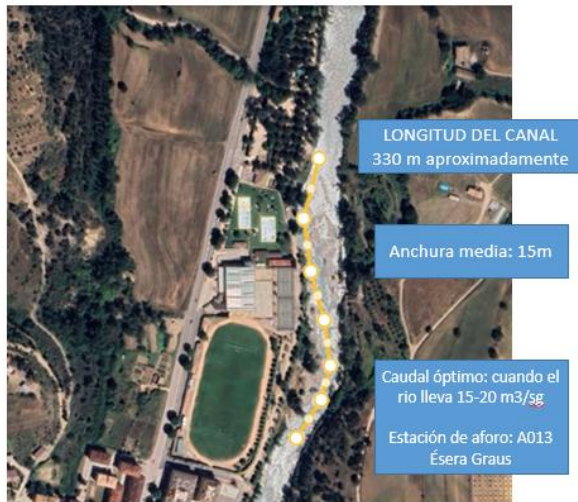 LONGITUD DEL CANAL
330 m aproximadamente
Anchura media: 15m
Caudal óptimo: cuando el
rio lleva 15-20 m3/sg
Estación de aforo: A013
Ésera Graus